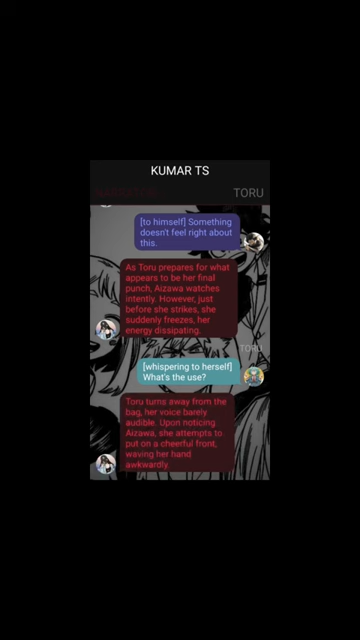 KUMAR TS
TORU
[to himself] Something
doesn't feel right about
this.
As Toru prepares for what
appears to be her final
punch, Aizawa watches
intently. However, just
before she strikes, she
suddenly freezes, her
energy dissipating.
TORU
[whispering to herself]
What's the use?
Toru turns away from the
bag, her voice barely
audible. Upon noticing
Aizawa, she attempts to
put on a cheerful front,
waving her hand
awkwardly.